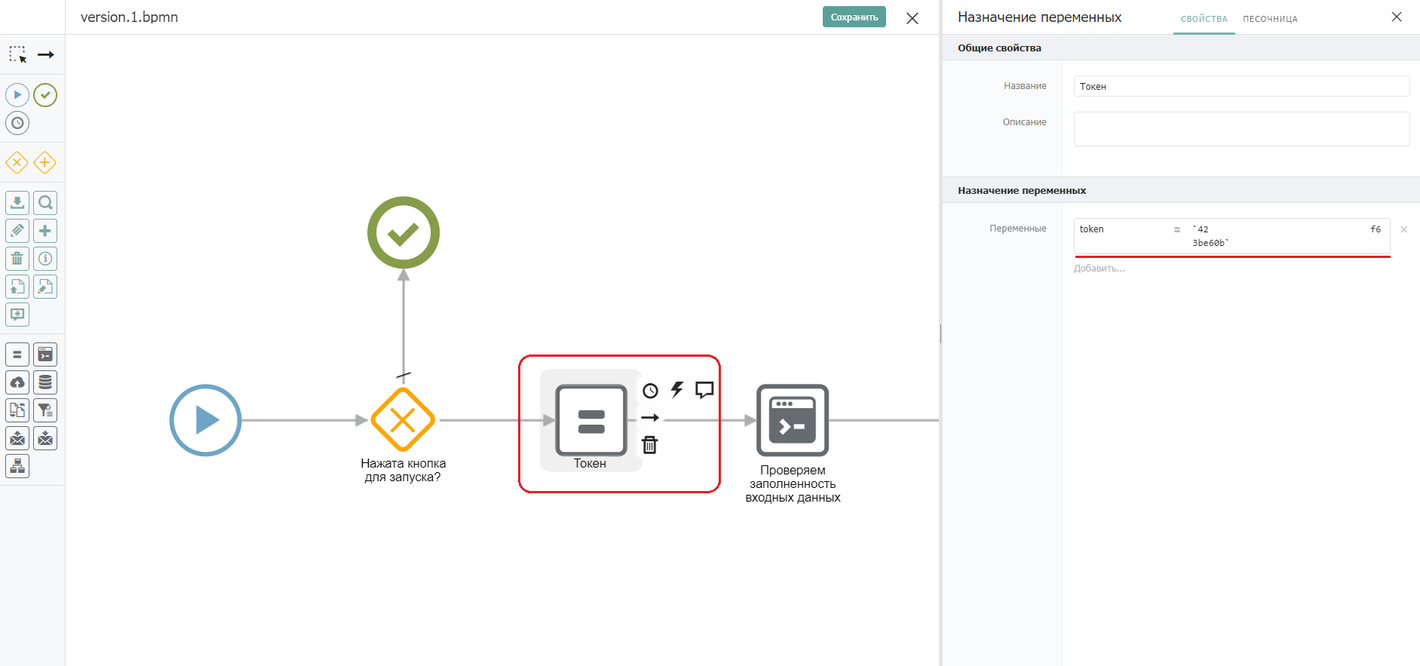 version.1.bpmn
Сохранить
Назначение переменных
СВОЙСТВА
ПЕСОЧНИЦА
Общие свойства
Название
Токен
Описание
Назначение переменных
Переменные
token = `42 f6
3be60b`
Добавить...
Нажата кнопка
для запуска?
Токен
Проверяем
заполненность
входных данных